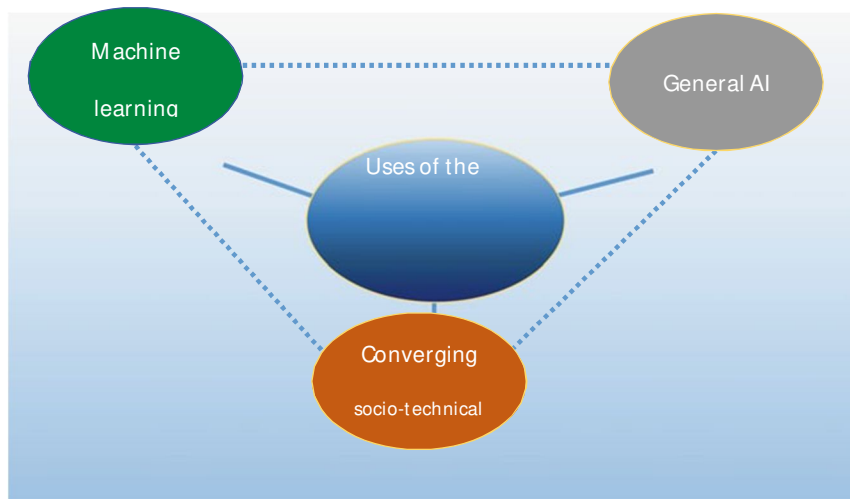 Machine
learning
General AI
Uses of the
Converging
socio-technical